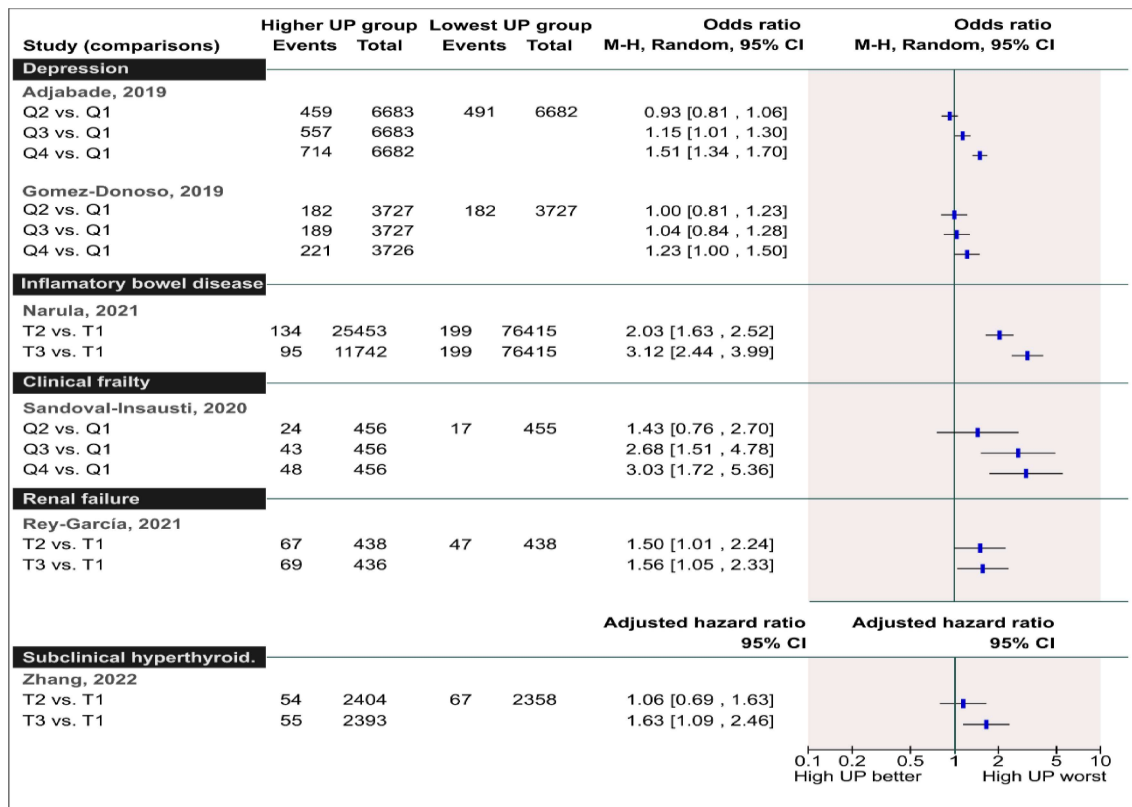 Higher UP group Lowest UP group Odds ratio Odds ratio
Study (comparisons) Events Total Events Total M-H, Random, 95% CI M-H, Random, 95% CI
Depression
Adjabade, 2019
Q2 vs. Q1 459 6683 491 6682 0.93 [0.81 , 1.06]
Q3 vs. Q1 557 6683 1.15 [1.01 , 1.30]
Q4 vs. Q1 714 6682 1.51 [1.34 , 1.70]
Gomez-Donoso, 2019
Q2 vs. Q1 182 3727 182 3727 1.00 [0.81 , 1.23]
Q3 vs. Q1 189 3727 1.04 [0.84 , 1.28]
Q4 vs. Q1 221 3726 1.23 [1.00 , 1.50]
Inflamatory bowel disease
Narula, 2021
T2 vs. T1 134 25453 199 76415 2.03 [1.63 , 2.52]
T3 vs. T1 95 11742 199 76415 3.12 [2.44 , 3.99]
Clinical frailty
Sandoval-Insausti, 2020
Q2 vs. Q1 24 456 17 455 1.43 [0.76 , 2.70]
Q3 vs. Q1 43 456 2.68 [1.51 , 4.78]
Q4 vs. Q1 48 456 3.03 [1.72 , 5.36]
Renal failure
Rey-García, 2021
T2 vs. T1 67 438 47 438 1.50 [1.01 , 2.24]
T3 vs. T1 69 436 1.56 [1.05 , 2.33]
Adjusted hazard ratio Adjusted hazard ratio
95% CI 95% CI
Subclinical hyperthyroid.
Zhang, 2022
T2 vs. T1 54 2404 67 2358 1.06 [0.69 , 1.63]
T3 vs. T1 55 2393 1.63 [1.09 , 2.46]
0.1 0.2 0.5 1 2 5 10
High UP better High UP worst